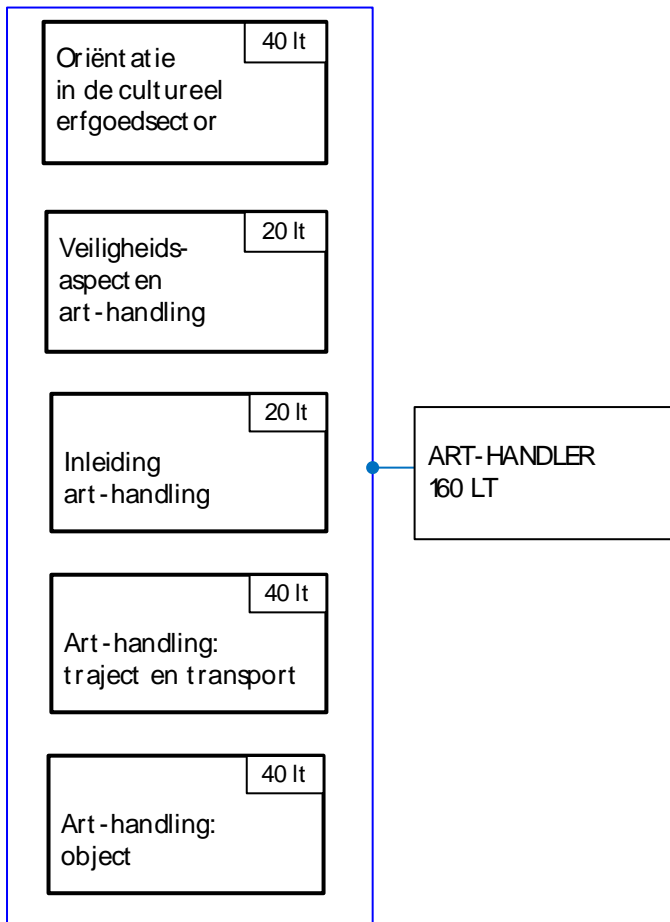 40 lt
Oriëntatie
in de cultureel
erfgoedsector
20 lt
Veiligheids-
aspecten
art-handling
20 lt
Inleiding
art-handling
ART-HANDLER
160 LT
40 lt
Art-handling:
traject en transport
40 lt
Art-handling:
object